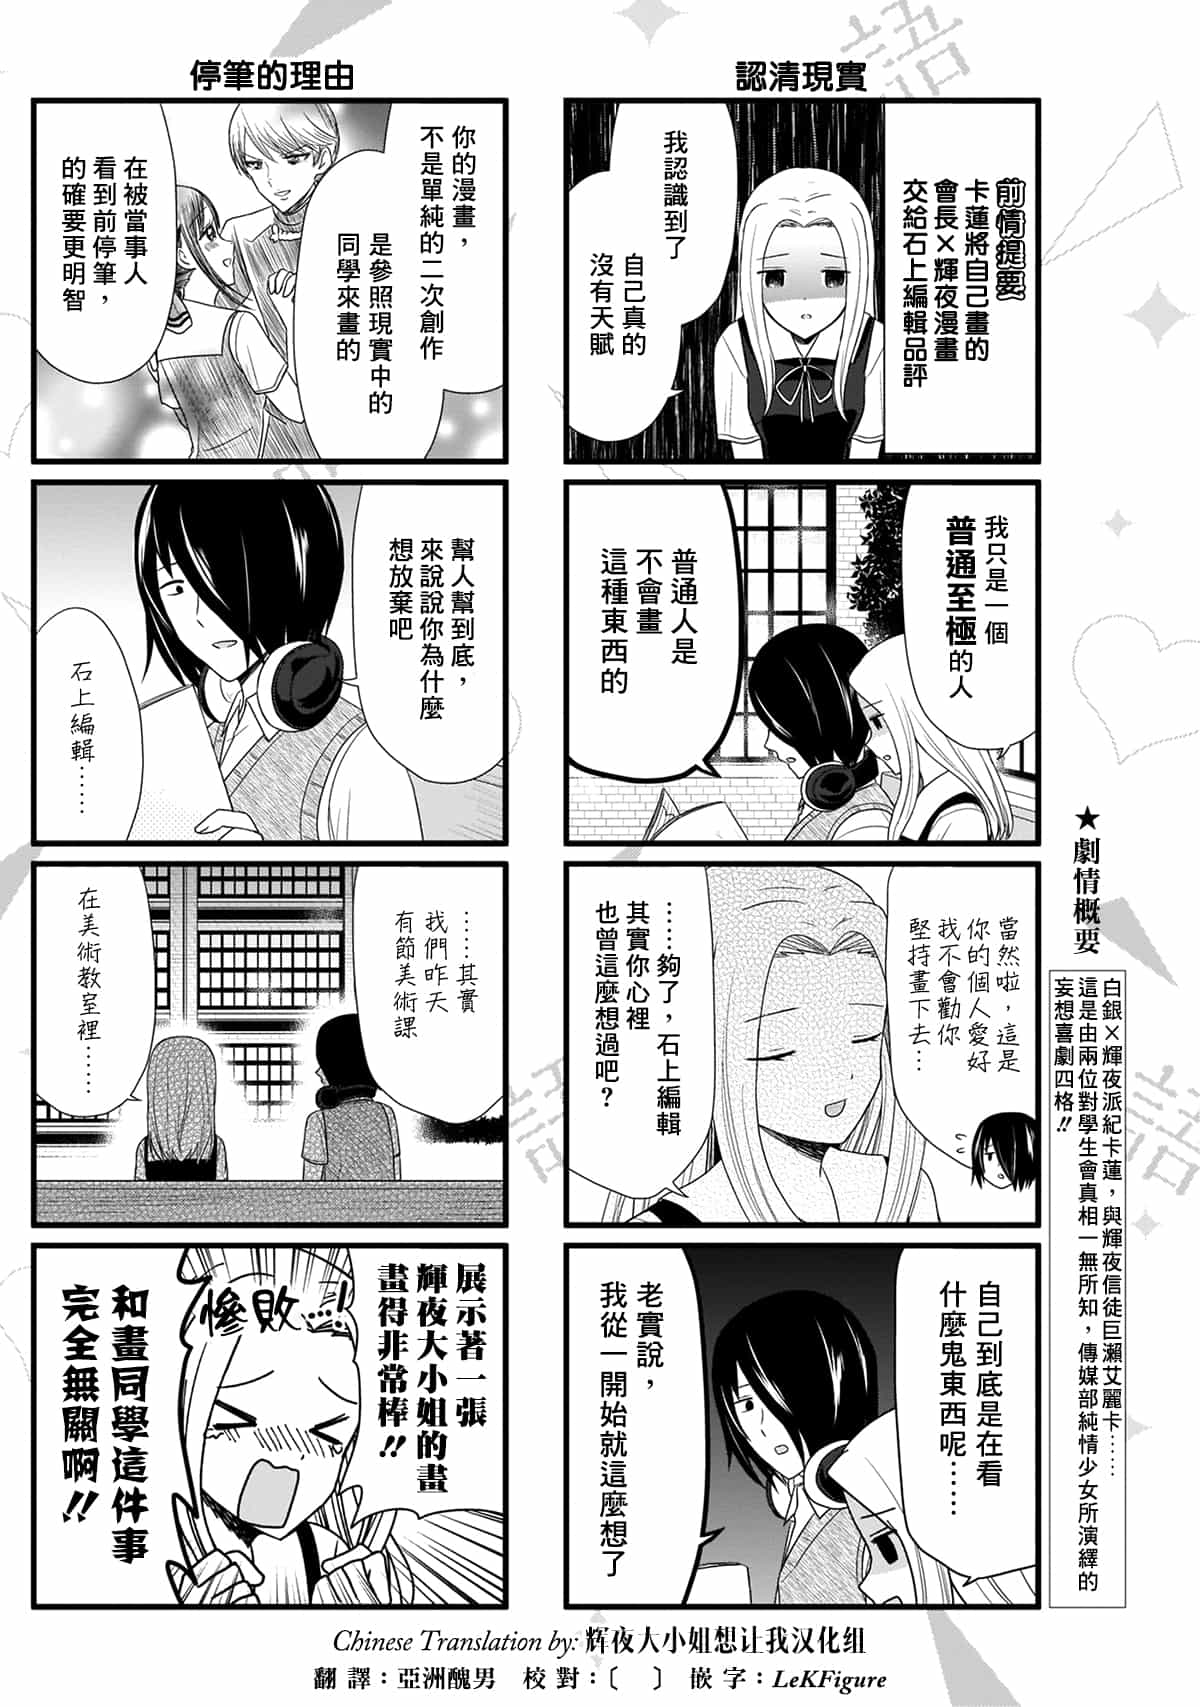 ★劇情概要
白銀×輝夜派紀卡蓮，與輝夜信徒巨瀨艾麗卡……
這是由兩位對學生會真相一無所知，傳媒部純情少女所演繹的
妄想喜劇四格!!
認清現實
前情提要
卡蓮將自己畫的
會長×輝夜漫畫
交給石上編輯品評
我認識到了
自己真的
沒有天賦
我只是一個
普通至極的人
普通人是
不會畫
這種東西的
當然啦，這是
你的個人愛好
我不會勸你
堅持畫下去…
……夠了，石上編輯
其實你心裡
也曾這麼想過吧？
自己到底是在看
什麼鬼東西呢……
老實說，
我從一開始就這麼想了
停筆的理由
你的漫畫，
不是單純的二次創作
是參照現實中的
同學來畫的
在被當事人
看到前停筆，
的確要更明智
幫人幫到底，
來說說你為什麼
想放棄吧
石上編輯……
……其實
我們昨天
有節美術課
在美術教室裡……
展示著一張
輝夜大小姐的畫
畫得非常棒!!
慘敗…!
和畫同學這件事
完全無關啊!!
Chinese Translation by: 辉夜大小姐想让我汉化组
翻譯：亞洲醜男 校對：〔 〕 嵌字：LeKFigure
語
語